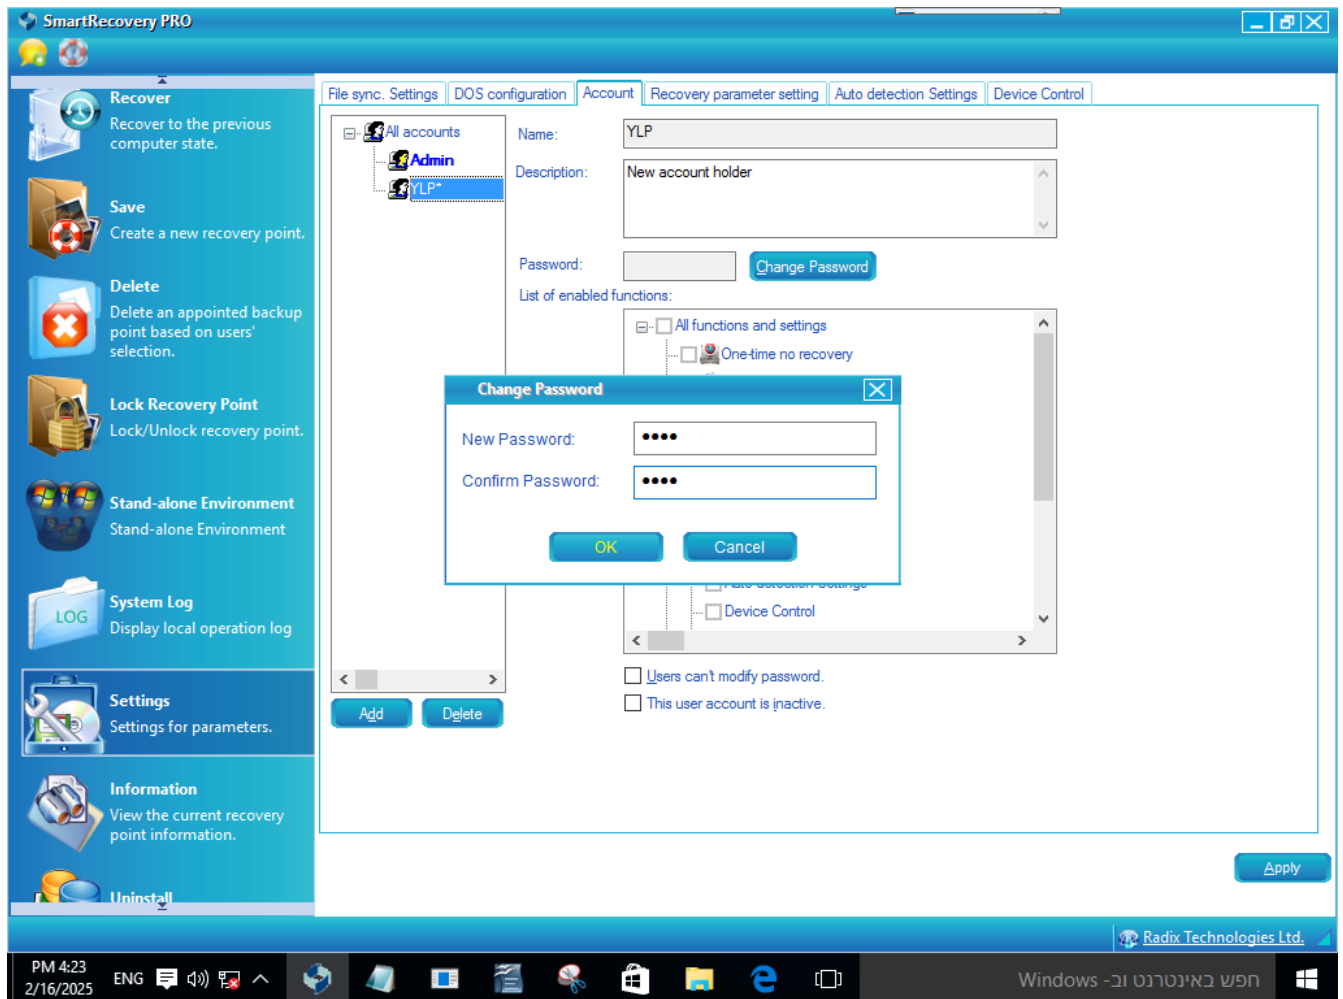 SmartRecovery PRO
Recover
Recover to the previous
computer state.
Save
Create a new recovery point.
Delete
Delete an appointed backup
point based on users'
selection.
Lock Recovery Point
Lock/Unlock recovery point.
Stand-alone Environment
Stand-alone Environment
LOG
System Log
Display local operation log
Settings
Settings for parameters.
Information
View the current recovery
point information.
Uninstall
File sync. Settings
DOS configuration
Account
Recovery parameter setting
Auto detection Settings
Device Control
All accounts
Admin
YLP*
Add
Delete
Name:
YLP
Description:
New account holder
Password:
Change Password
List of enabled functions:
All functions and settings
One-time no recovery
Change Password
New Password:
••••
Confirm Password:
••••
OK
Cancel
Auto detection Settings
Device Control
Users can't modify password.
This user account is inactive.
Apply
Radix Technologies Ltd.
PM 4:23
2/16/2025
ENG
חפש באינטרנט וב- Windows